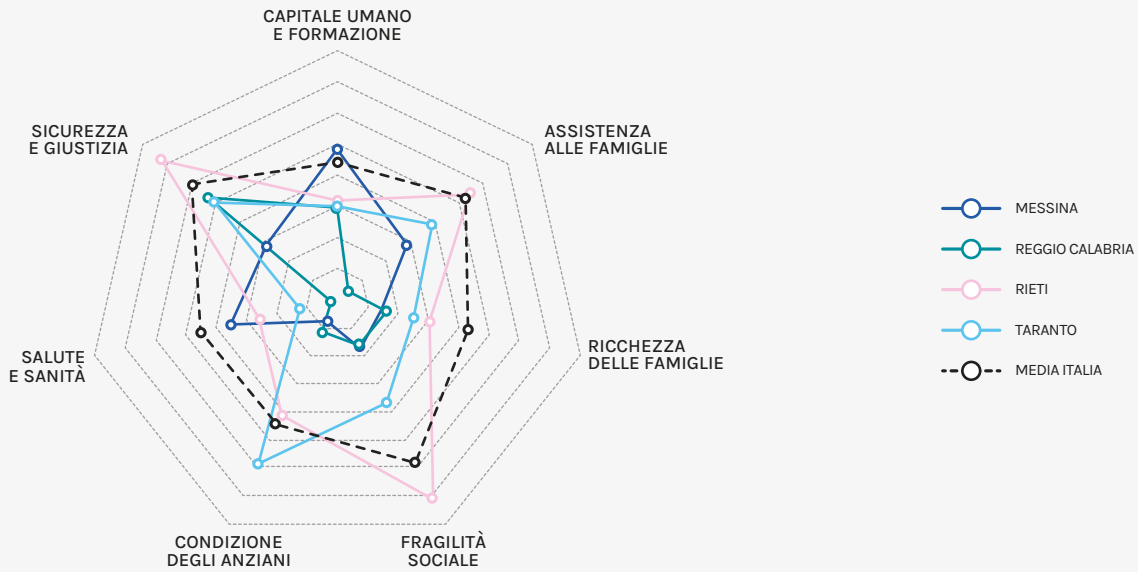 CAPITALE UMANO
E FORMAZIONE
SICUREZZA
E GIUSTIZIA
ASSISTENZA
ALLE FAMIGLIE
MESSINA
REGGIO CALABRIA
RIETI
TARANTO
MEDIA ITALIA
SALUTE
E SANITÀ
RICCHEZZA
DELLE FAMIGLIE
CONDIZIONE
DEGLI ANZIANI
FRAGILITÀ
SOCIALE